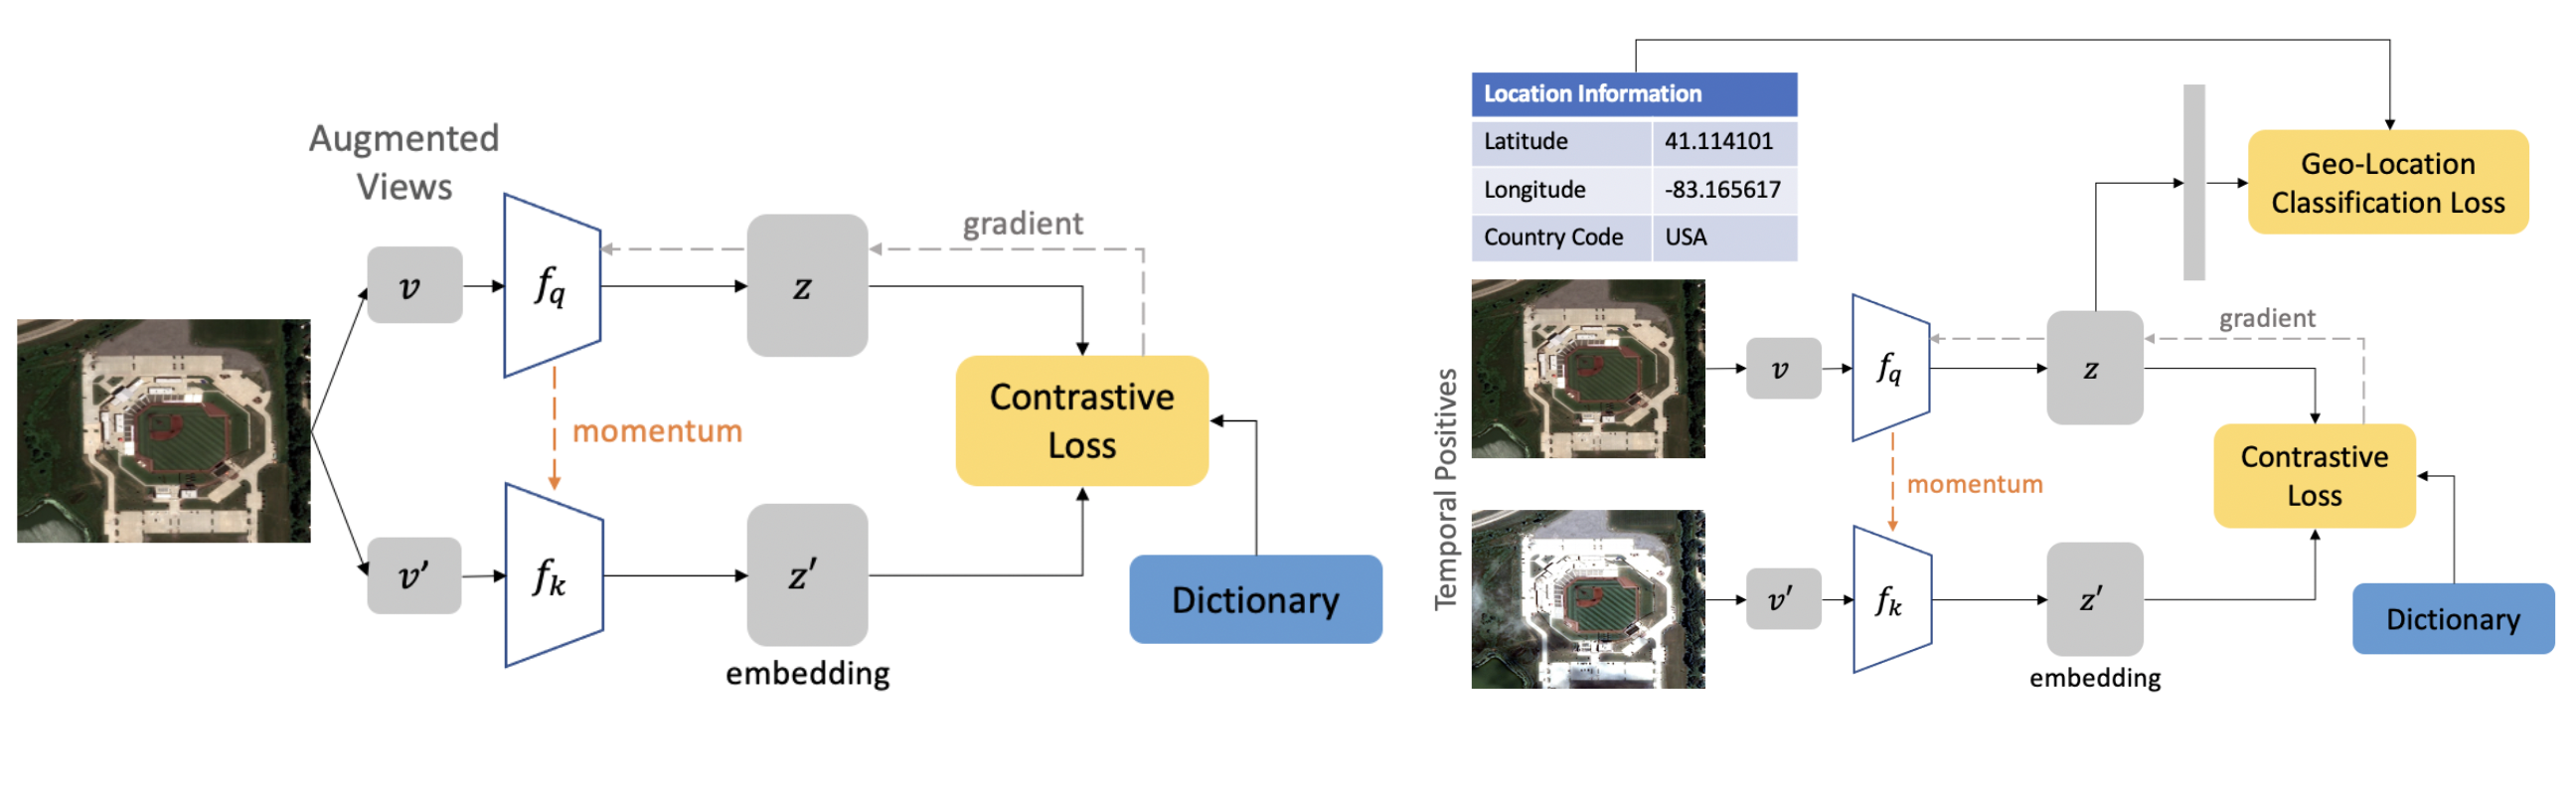 Augmented
Views
v
f_q
z
gradient
momentum
Contrastive
Loss
v'
f_k
z'
embedding
Dictionary
Location Information
Latitude 41.114101
Longitude -83.165617
Country Code USA
Geo-Location
Classification Loss
Temporal Positives
v
f_q
z
gradient
momentum
Contrastive
Loss
v'
f_k
z'
embedding
Dictionary